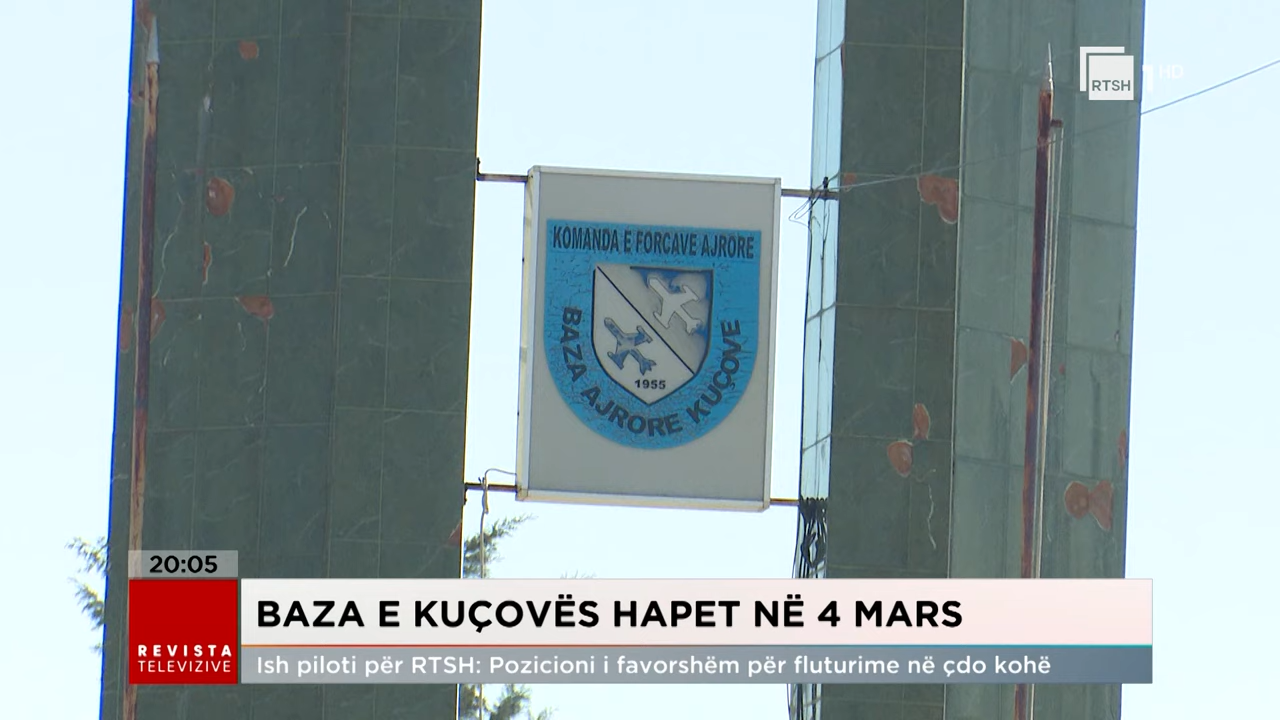 RTSH 1 HD
KOMANDA E FORCAVE AJRORE
1955
BAZA AJRORE KUÇOVE
20:05
BAZA E KUÇOVËS HAPET NË 4 MARS
REVISTA
TELEVIZIVE
Ish piloti për RTSH: Pozicioni i favorshëm për fluturime në çdo kohë